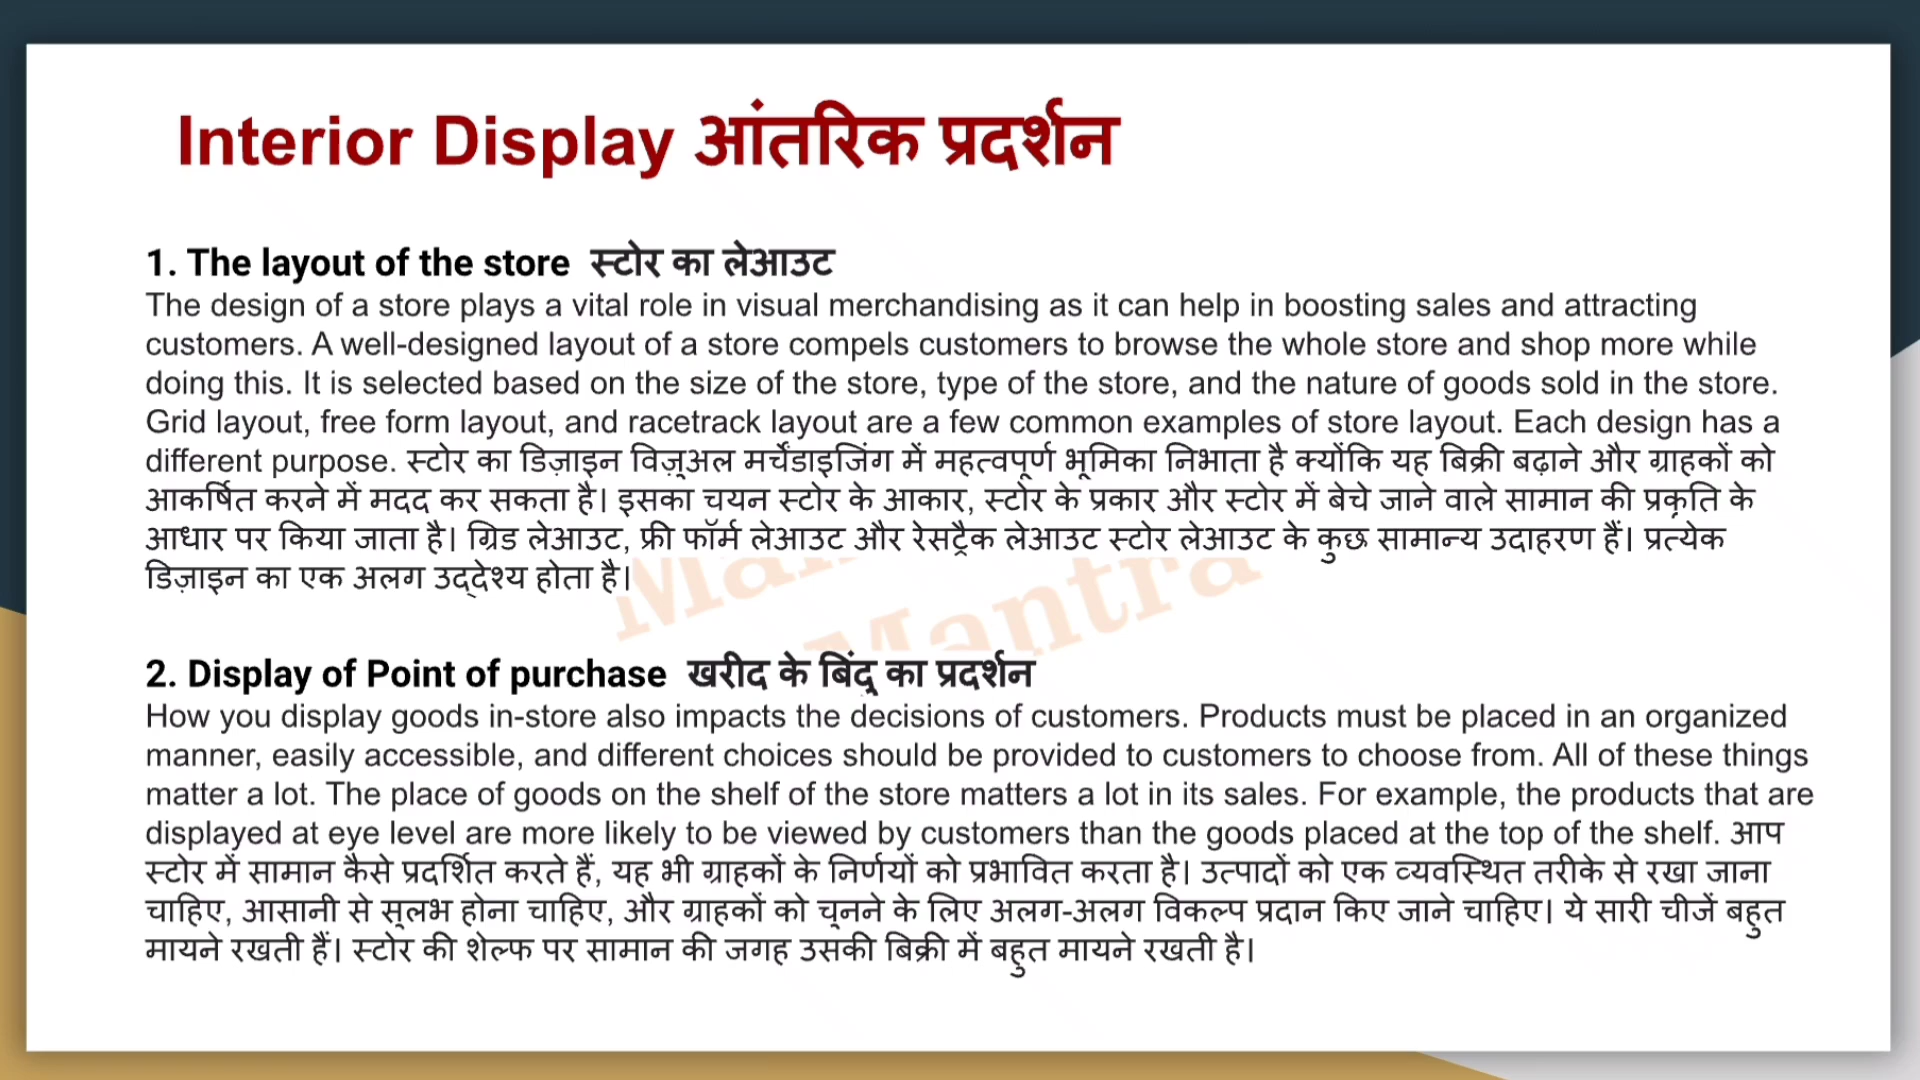 Interior Display आंतरिक प्रदर्शन
1. The layout of the store स्टोर का लेआउट
The design of a store plays a vital role in visual merchandising as it can help in boosting sales and attracting
customers. A well-designed layout of a store compels customers to browse the whole store and shop more while
doing this. It is selected based on the size of the store, type of the store, and the nature of goods sold in the store.
Grid layout, free form layout, and racetrack layout are a few common examples of store layout. Each design has a
different purpose. स्टोर का डिज़ाइन विज़ुअल मर्चेंडाइजिंग में महत्वपूर्ण भूमिका निभाता है क्योंकि यह बिक्री बढ़ाने और ग्राहकों को
आकर्षित करने में मदद कर सकता है। इसका चयन स्टोर के आकार, स्टोर के प्रकार और स्टोर में बेचे जाने वाले सामान की प्रकृति के
आधार पर किया जाता है। ग्रिड लेआउट, फ्री फॉर्म लेआउट और रेसट्रैक लेआउट स्टोर लेआउट के कुछ सामान्य उदाहरण हैं। प्रत्येक
डिज़ाइन का एक अलग उद्देश्य होता है।
Mantra
2. Display of Point of purchase खरीद के बिंदु का प्रदर्शन
How you display goods in-store also impacts the decisions of customers. Products must be placed in an organized
manner, easily accessible, and different choices should be provided to customers to choose from. All of these things
matter a lot. The place of goods on the shelf of the store matters a lot in its sales. For example, the products that are
displayed at eye level are more likely to be viewed by customers than the goods placed at the top of the shelf. आप
स्टोर में सामान कैसे प्रदर्शित करते हैं, यह भी ग्राहकों के निर्णयों को प्रभावित करता है। उत्पादों को एक व्यवस्थित तरीके से रखा जाना
चाहिए, आसानी से सुलभ होना चाहिए, और ग्राहकों को चुनने के लिए अलग-अलग विकल्प प्रदान किए जाने चाहिए। ये सारी चीजें बहुत
मायने रखती हैं। स्टोर की शेल्फ पर सामान की जगह उसकी बिक्री में बहुत मायने रखती है।